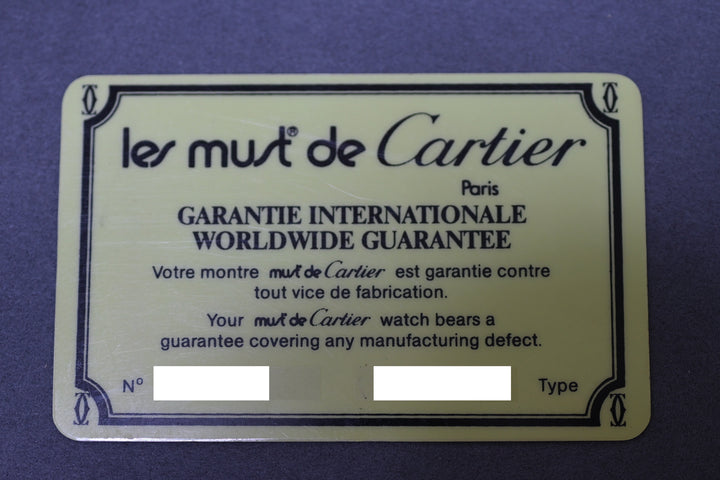 les must® de Cartier
Paris
GARANTIE INTERNATIONALE
WORLDWIDE GUARANTEE
Votre montre must de Cartier est garantie contre
tout vice de fabrication.
Your must de Cartier watch bears a
guarantee covering any manufacturing defect.
Nº Type